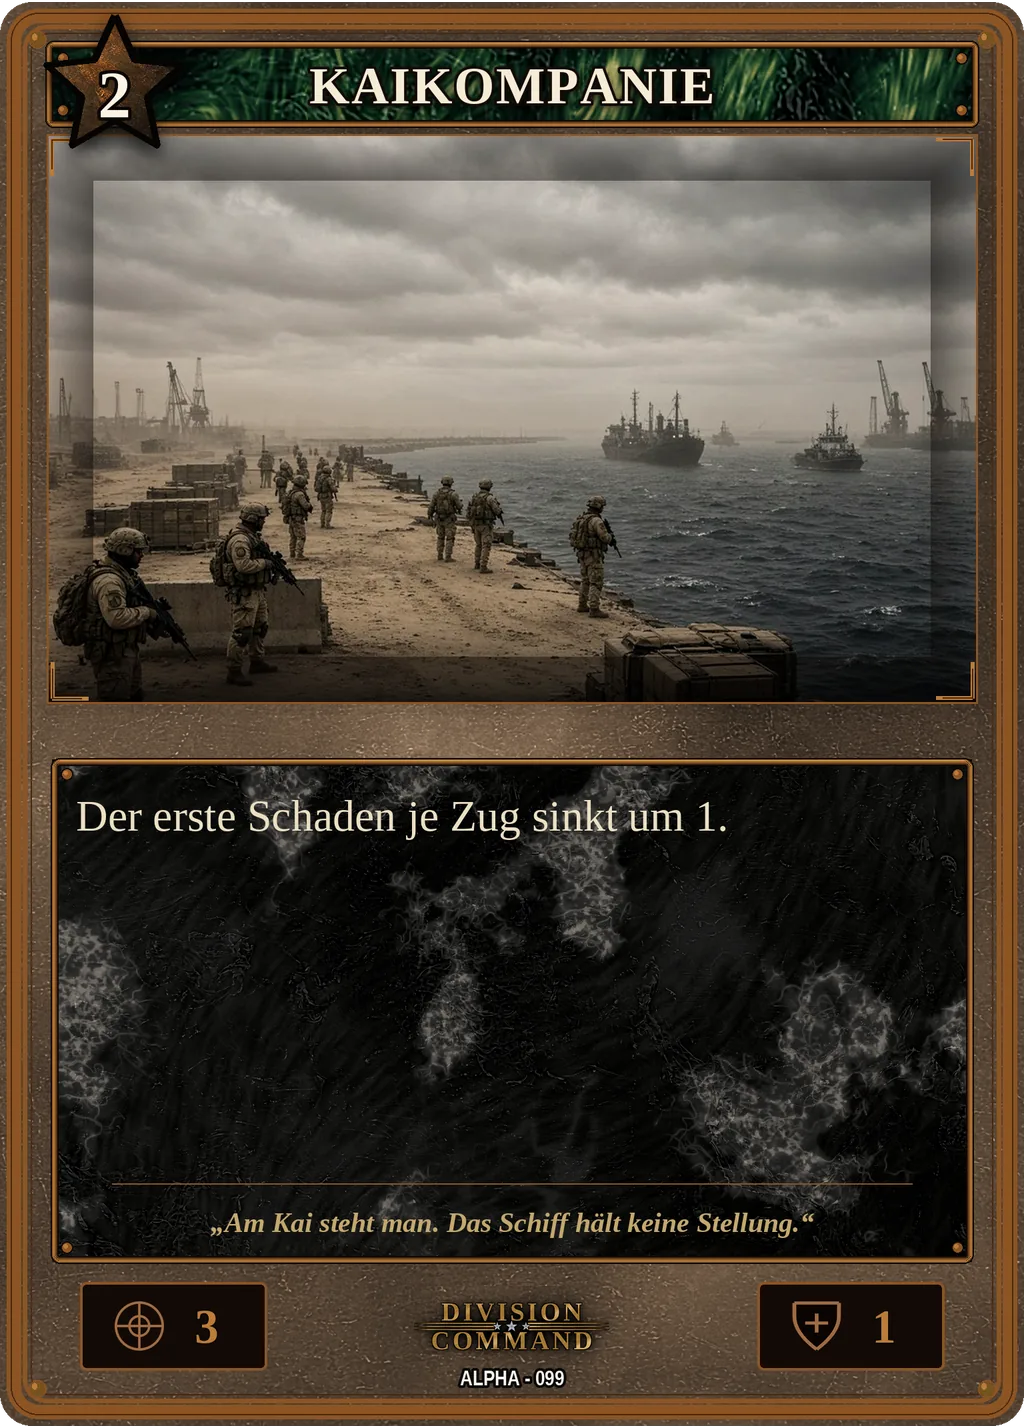 2
KAIKOMPANIE
Der erste Schaden je Zug sinkt um 1.
„Am Kai steht man. Das Schiff hält keine Stellung.“
3
DIVISION
COMMAND
1
ALPHA - 099